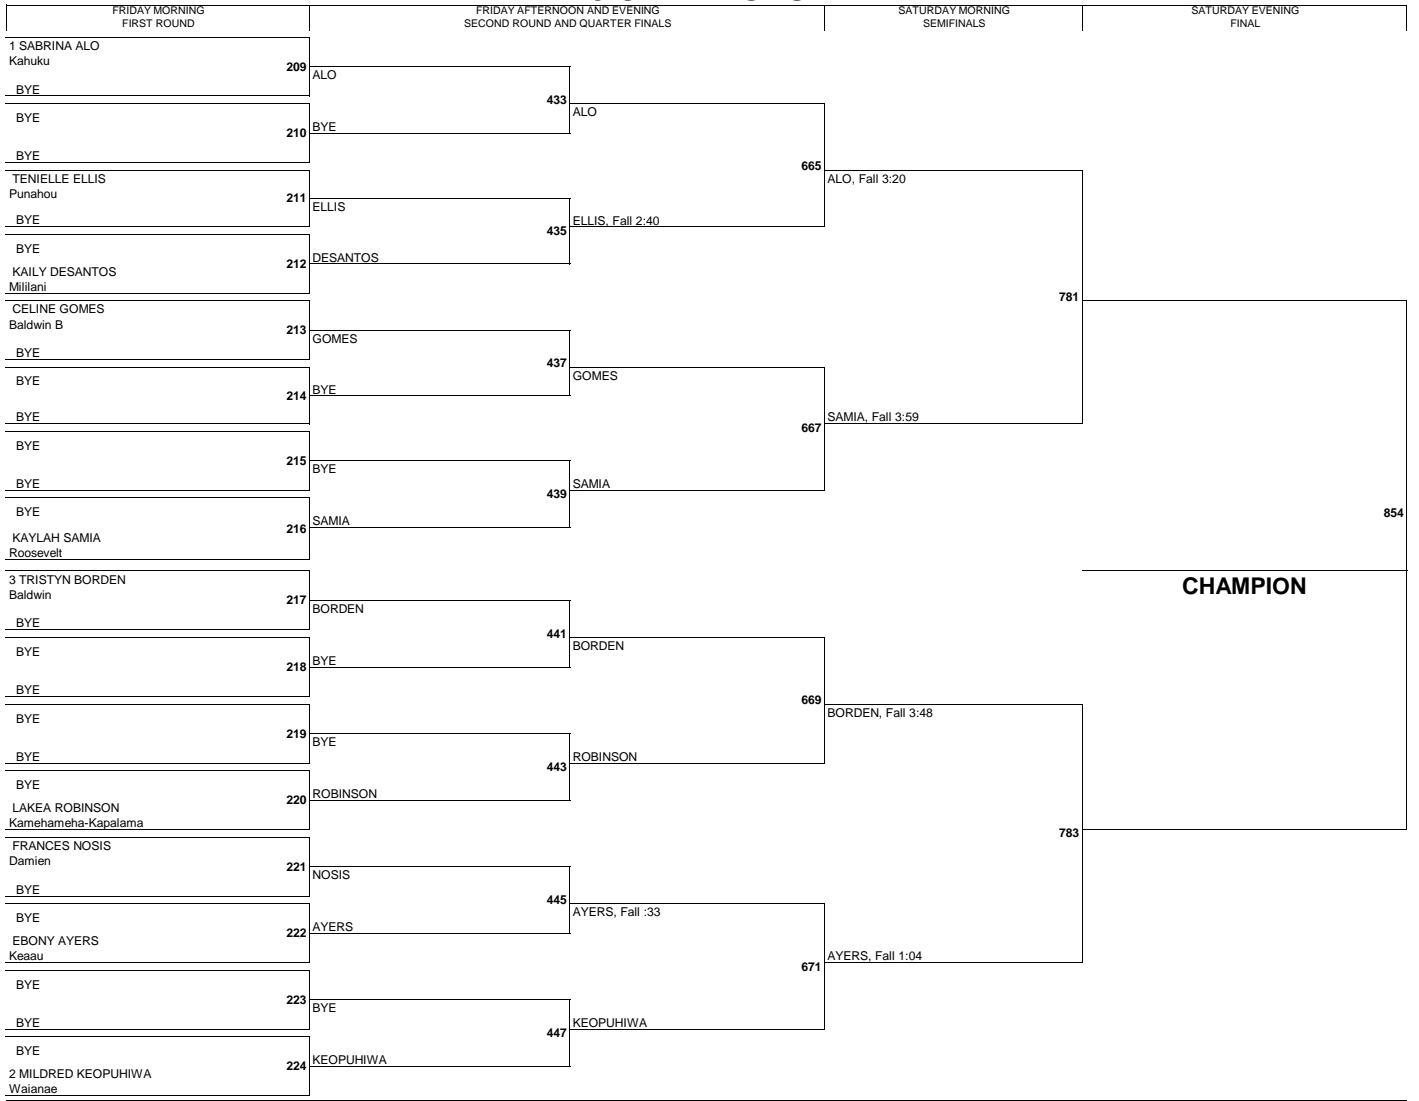 FRIDAY MORNING
FIRST ROUND
FRIDAY AFTERNOON AND EVENING
SECOND ROUND AND QUARTER FINALS
SATURDAY MORNING
SEMIFINALS
SATURDAY EVENING
FINAL
1 SABRINA ALO
Kahuku
BYE
209
BYE
BYE
210
TENIELLE ELLIS
Punahou
BYE
211
BYE
KAILY DESANTOS
Mililani
212
CELINE GOMES
Baldwin B
BYE
213
BYE
BYE
214
BYE
BYE
215
BYE
KAYLAH SAMIA
Roosevelt
216
3 TRISTYN BORDEN
Baldwin
BYE
217
BYE
BYE
218
BYE
BYE
219
BYE
LAKEA ROBINSON
Kamehameha-Kapalama
220
FRANCES NOSIS
Damien
BYE
221
BYE
EBONY AYERS
Keaau
222
BYE
BYE
223
BYE
2 MILDRED KEOPUHIWA
Waianae
224
ALO
433
BYE
ELLIS
435
DESANTOS
GOMES
437
BYE
BYE
439
SAMIA
BORDEN
441
BYE
BYE
443
ROBINSON
NOSIS
445
AYERS
BYE
447
KEOPUHIWA
ALO
665
ELLIS, Fall 2:40
GOMES
667
SAMIA
BORDEN
669
ROBINSON
AYERS, Fall :33
671
KEOPUHIWA
ALO, Fall 3:20
781
SAMIA, Fall 3:59
BORDEN, Fall 3:48
783
AYERS, Fall 1:04
854
CHAMPION